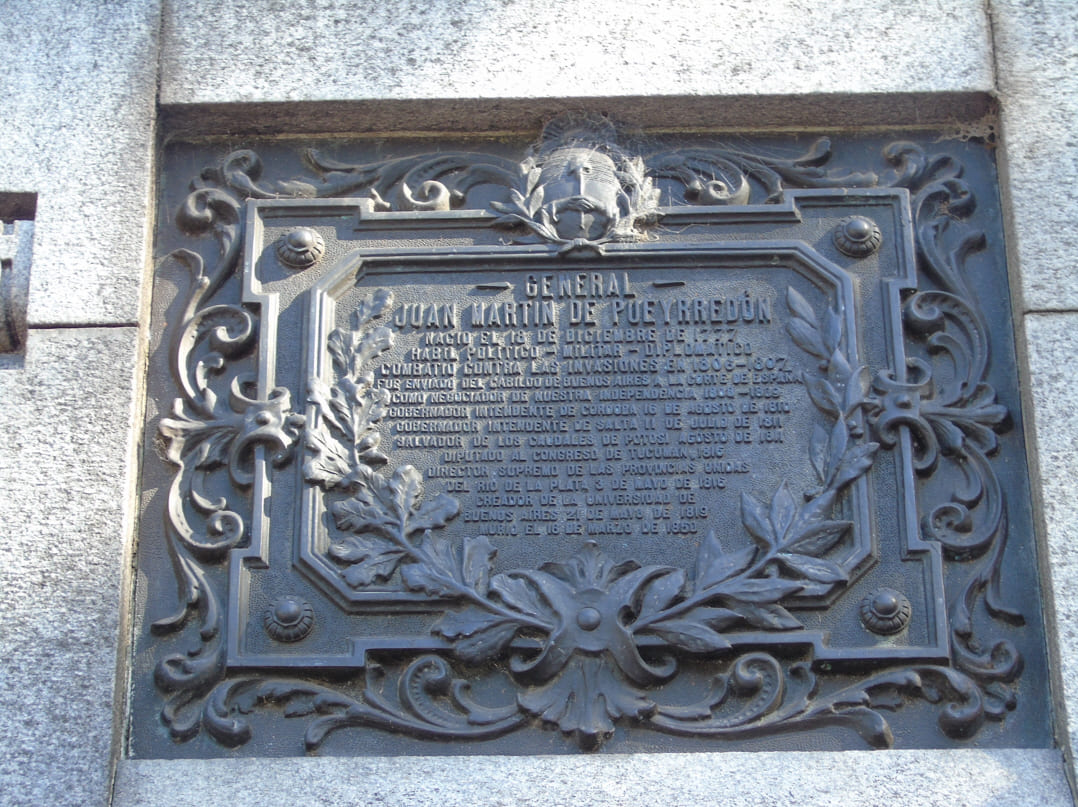 — GENERAL —
JUAN MARTIN DE PUEYRREDÓN
NACIO EL 18 DE DICIEMBRE DE 1777
HABIL POLITICO - MILITAR - DIPLOMATICO
COMBATIO CONTRA LAS INVASIONES EN 1806-1807
FUE ENVIADO DEL CABILDO DE BUENOS AIRES A LA CORTE DE ESPAÑA
COMO NEGOCIADOR DE NUESTRA INDEPENDENCIA
GOBERNADOR INTENDENTE DE CORDOBA 16 DE AGOSTO DE 1810
GOBERNADOR INTENDENTE DE SALTA 11 DE JULIO DE 1811
SALVADOR DE LOS CAUDALES DE POTOSI AGOSTO DE 1811
DIPUTADO AL CONGRESO DE TUCUMAN, 1816
DIRECTOR SUPREMO DE LAS PROVINCIAS UNIDAS
DEL RIO DE LA PLATA, 3 DE MAYO DE 1816
CREADOR DE LA UNIVERSIDAD DE
BUENOS AIRES 21 DE MAYO DE 1819
MURIO EL 18 DE MARZO DE 1850